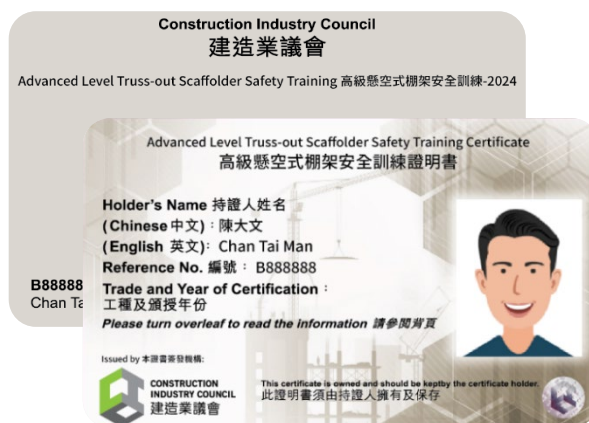 Construction Industry Council
建造業議會
Advanced Level Truss-out Scaffolder Safety Training 高級懸空式棚架安全訓練-2024
B88888
Chan Ta
Advanced Level Truss-out Scaffolder Safety Training Certificate
高級懸空式棚架安全訓練證明書
Holder's Name 持證人姓名
(Chinese 中文)：陳大文
(English 英文)： Chan Tai Man
Reference No. 編號： B888888
Trade and Year of Certification：
工種及頒授年份
Please turn overleaf to read the information 請參閱背頁
Issued by 本證書簽發機構:
CONSTRUCTION
INDUSTRY COUNCIL
建造業議會
This certificate is owned and should be keptby the certificate holder.
此證明書須由持證人擁有及保存